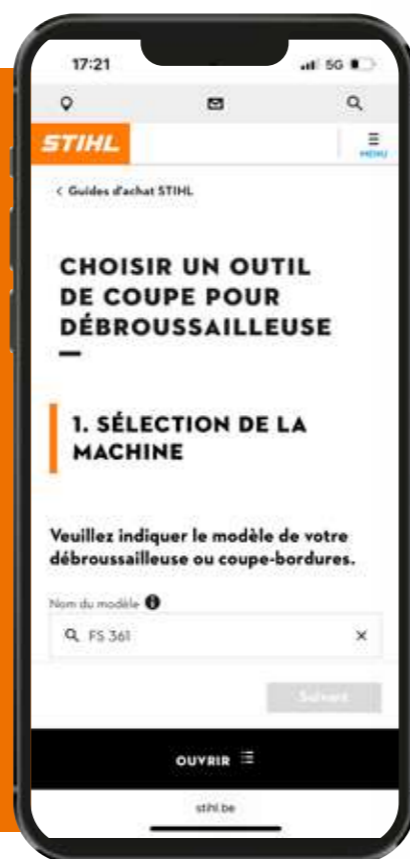 17:21
5G
STIHL
MENU
< Guides d'achat STIHL
CHOISIR UN OUTIL
DE COUPE POUR
DÉBROUSSAILLEUSE
1. SÉLECTION DE LA
MACHINE
Veuillez indiquer le modèle de votre
débroussailleuse ou coupe-bordures.
Nom du modèle
FS 361
Suivant
OUVRIR
stihl.be